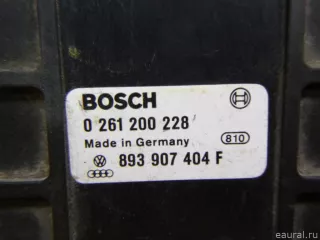 BOSCH
0 261 200 228
Made in Germany 810
893 907 404 F
© eaural.ru